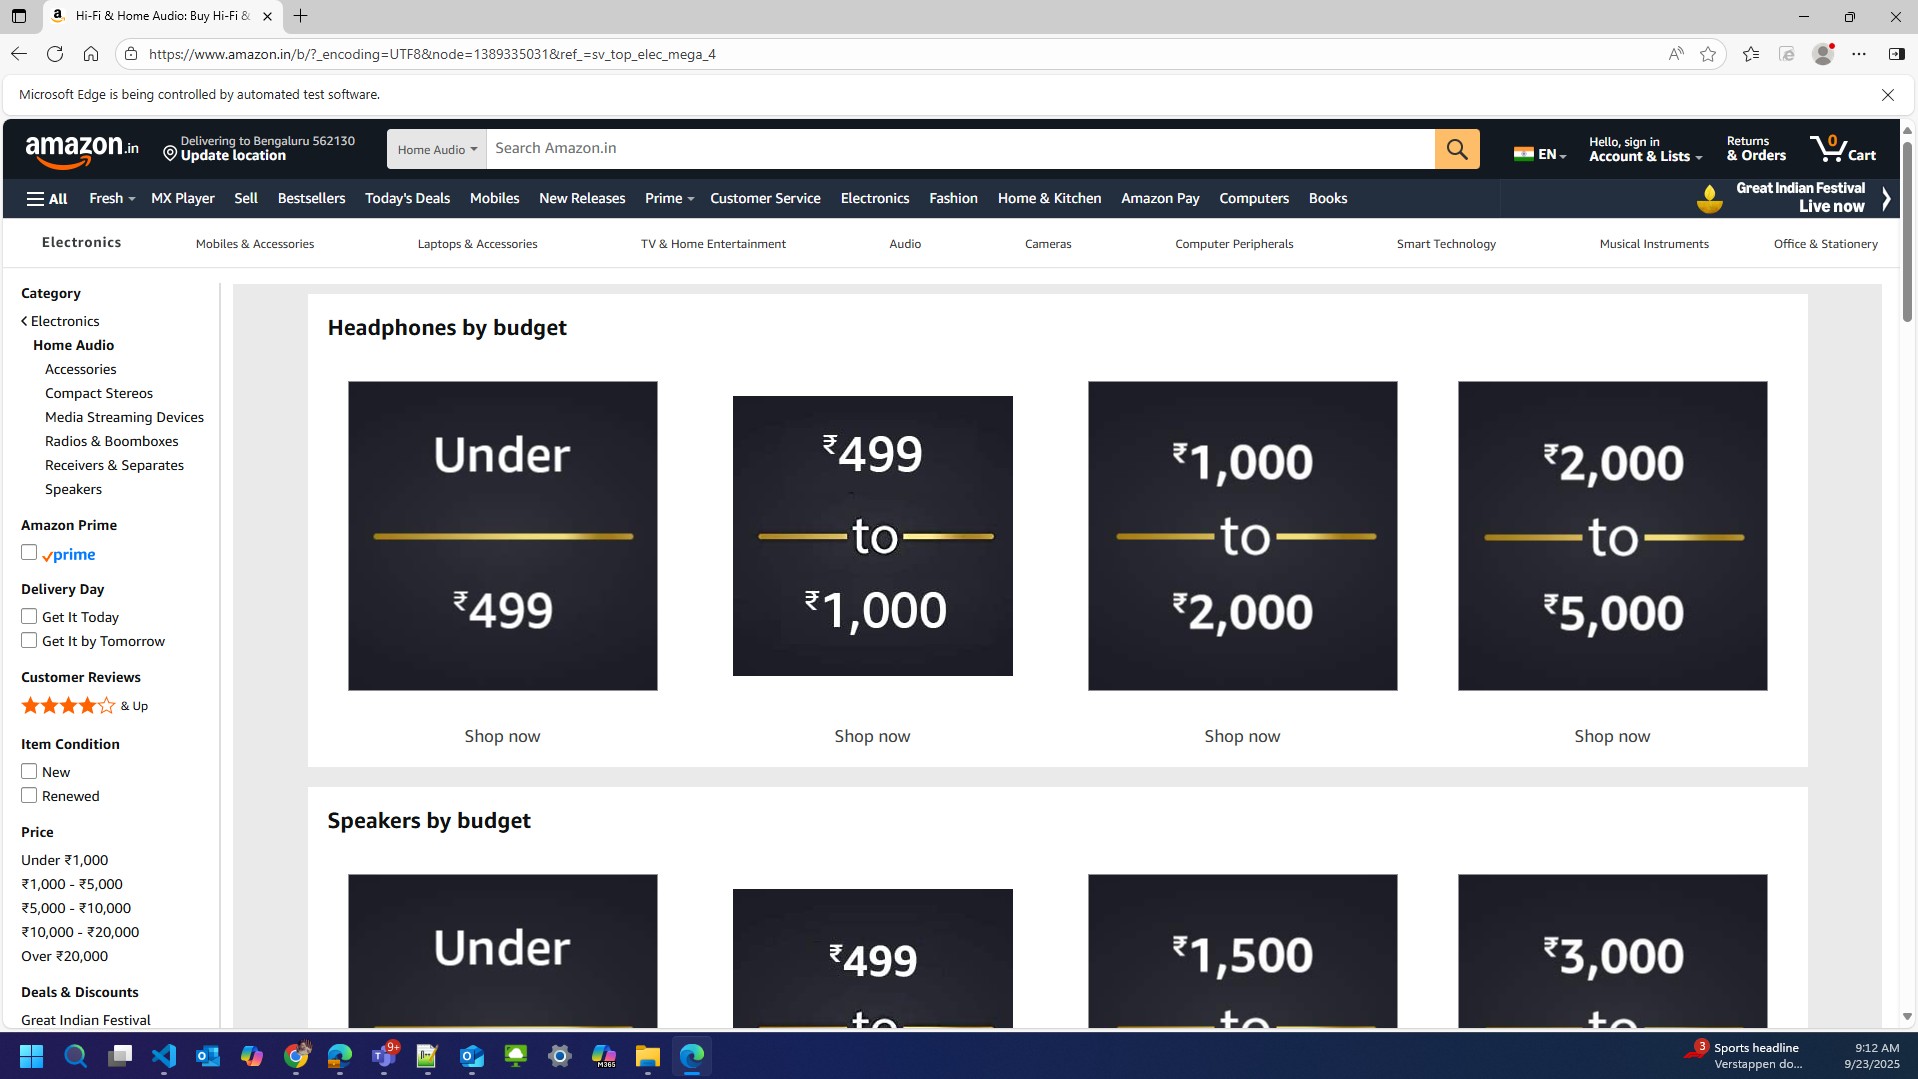 Hi-Fi & Home Audio: Buy Hi-Fi &
https://www.amazon.in/b/?_encoding=UTF8&node=1389335031&ref_=sv_top_elec_mega_4
Microsoft Edge is being controlled by automated test software.
amazon.in
Delivering to Bengaluru 562130
Update location
Home Audio
Search Amazon.in
EN
Hello, sign in
Account & Lists
Returns
& Orders
0
Cart
All
Fresh
MX Player
Sell
Bestsellers
Today's Deals
Mobiles
New Releases
Prime
Customer Service
Electronics
Fashion
Home & Kitchen
Amazon Pay
Computers
Books
Great Indian Festival
Live now
Electronics
Mobiles & Accessories
Laptops & Accessories
TV & Home Entertainment
Audio
Cameras
Computer Peripherals
Smart Technology
Musical Instruments
Office & Stationery
Category
Electronics
Home Audio
Accessories
Compact Stereos
Media Streaming Devices
Radios & Boomboxes
Receivers & Separates
Speakers
Amazon Prime
prime
Delivery Day
Get It Today
Get It by Tomorrow
Customer Reviews
& Up
Item Condition
New
Renewed
Price
Under ₹1,000
₹1,000 - ₹5,000
₹5,000 - ₹10,000
₹10,000 - ₹20,000
Over ₹20,000
Deals & Discounts
Great Indian Festival
Headphones by budget
Under
₹499
₹499
to
₹1,000
₹1,000
to
₹2,000
₹2,000
to
₹5,000
Shop now
Shop now
Shop now
Shop now
Speakers by budget
Under
₹499
to
₹1,500
to
₹3,000
to
9+
M365
3
Sports headline
Verstappen do...
9:12 AM
9/23/2025